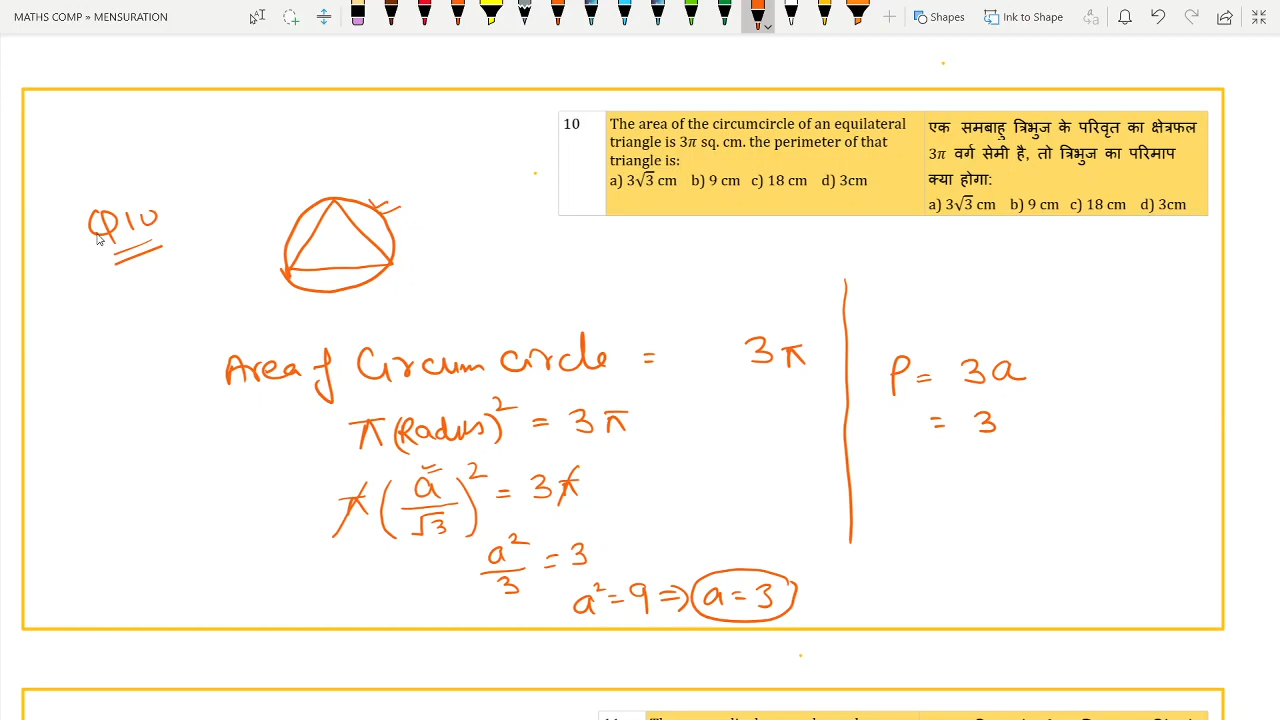 MATHS COMP » MENSURATION
Shapes
Ink to Shape
10
The area of the circumcircle of an equilateral
triangle is 3π sq. cm. the perimeter of that
triangle is:
a) 3√3 cm b) 9 cm c) 18 cm d) 3cm
एक समबाहु त्रिभुज के परिवृत का क्षेत्रफल
3π वर्ग सेमी है, तो त्रिभुज का परिमाप
क्या होगा:
a) 3√3 cm b) 9 cm c) 18 cm d) 3cm
Q10
Area of Circum circle = 3π
π(Radius)² = 3π
π(a/√3)² = 3π
a²/3 = 3
a² = 9 ⇒ a = 3
P = 3a
= 3